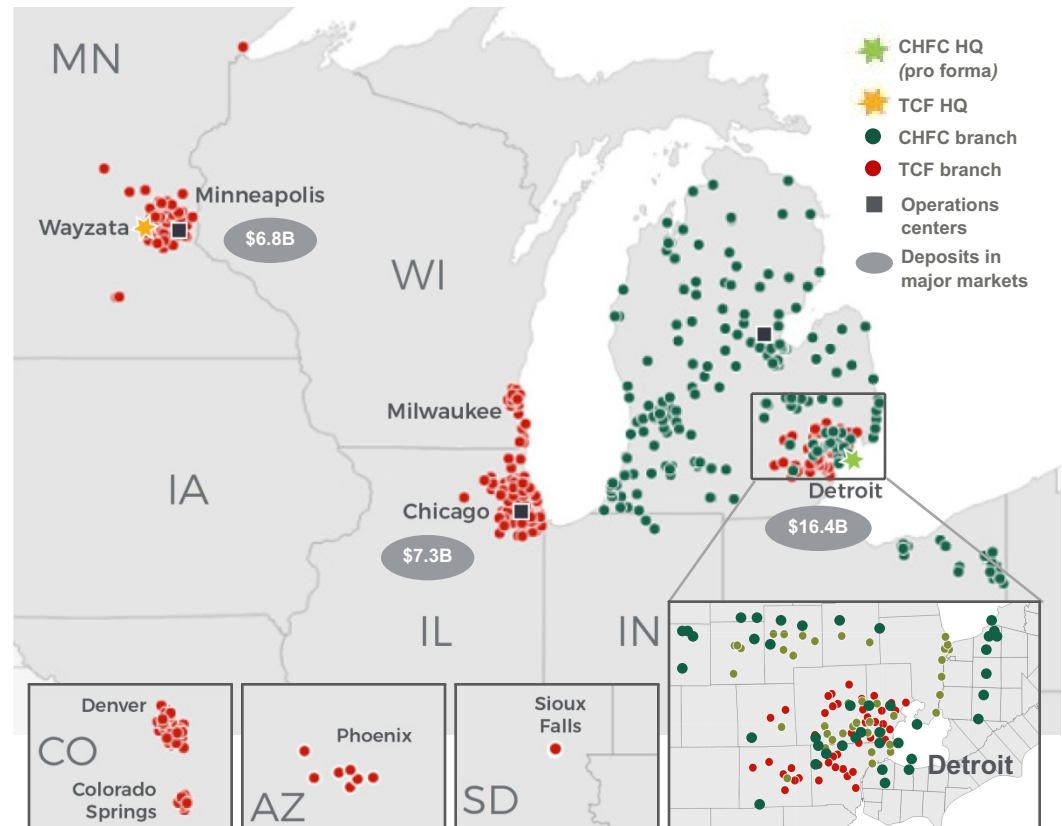 MN
CHFC HQ
(pro forma)
TCF HQ
CHFC branch
TCF branch
Operations
centers
Deposits in
major markets
Minneapolis
Wayzata
$6.8B
WI
Milwaukee
IA
Chicago
$7.3B
Detroit
$16.4B
IL
IN
Denver
CO
Colorado
Springs
Phoenix
AZ
Sioux
Falls
SD
Detroit